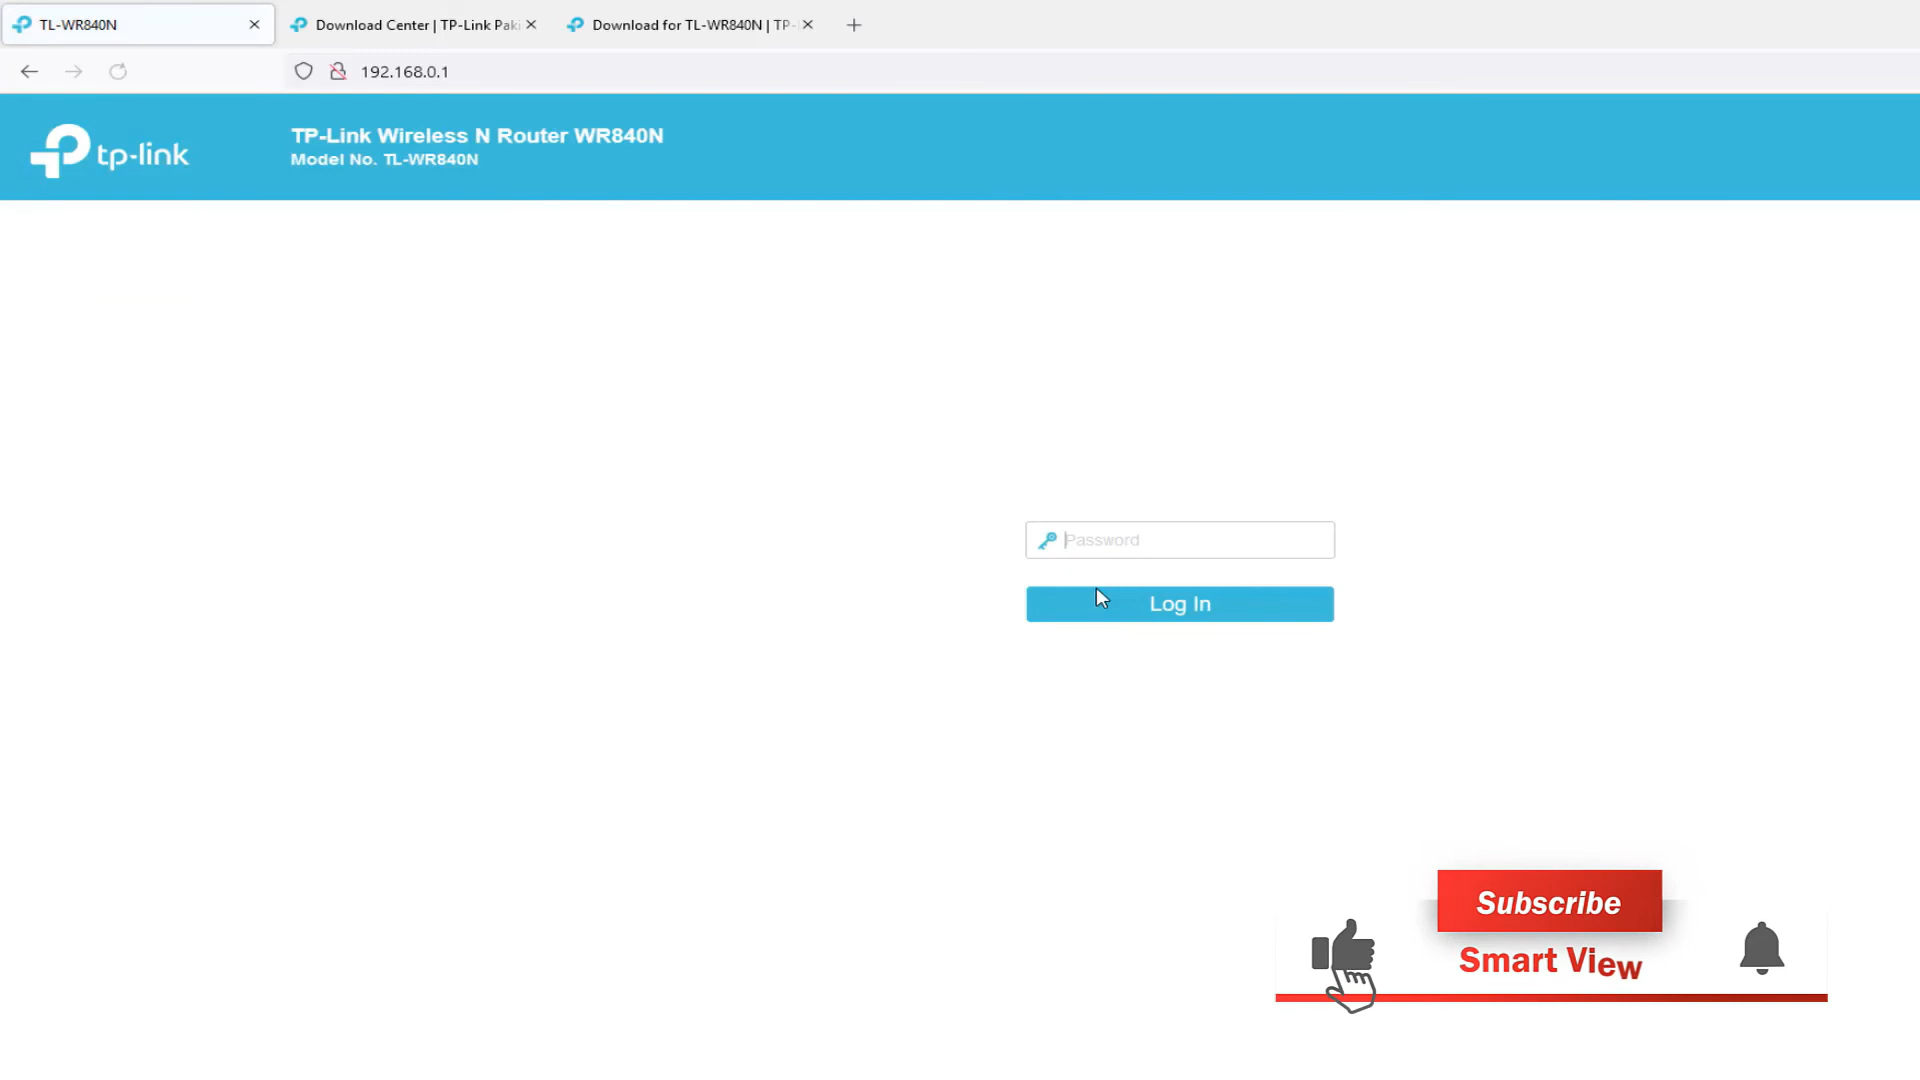 TL-WR840N
Download Center | TP-Link Paki
Download for TL-WR840N | TP-
192.168.0.1
tp-link
TP-Link Wireless N Router WR840N
Model No. TL-WR840N
Password
Log In
Subscribe
Smart View